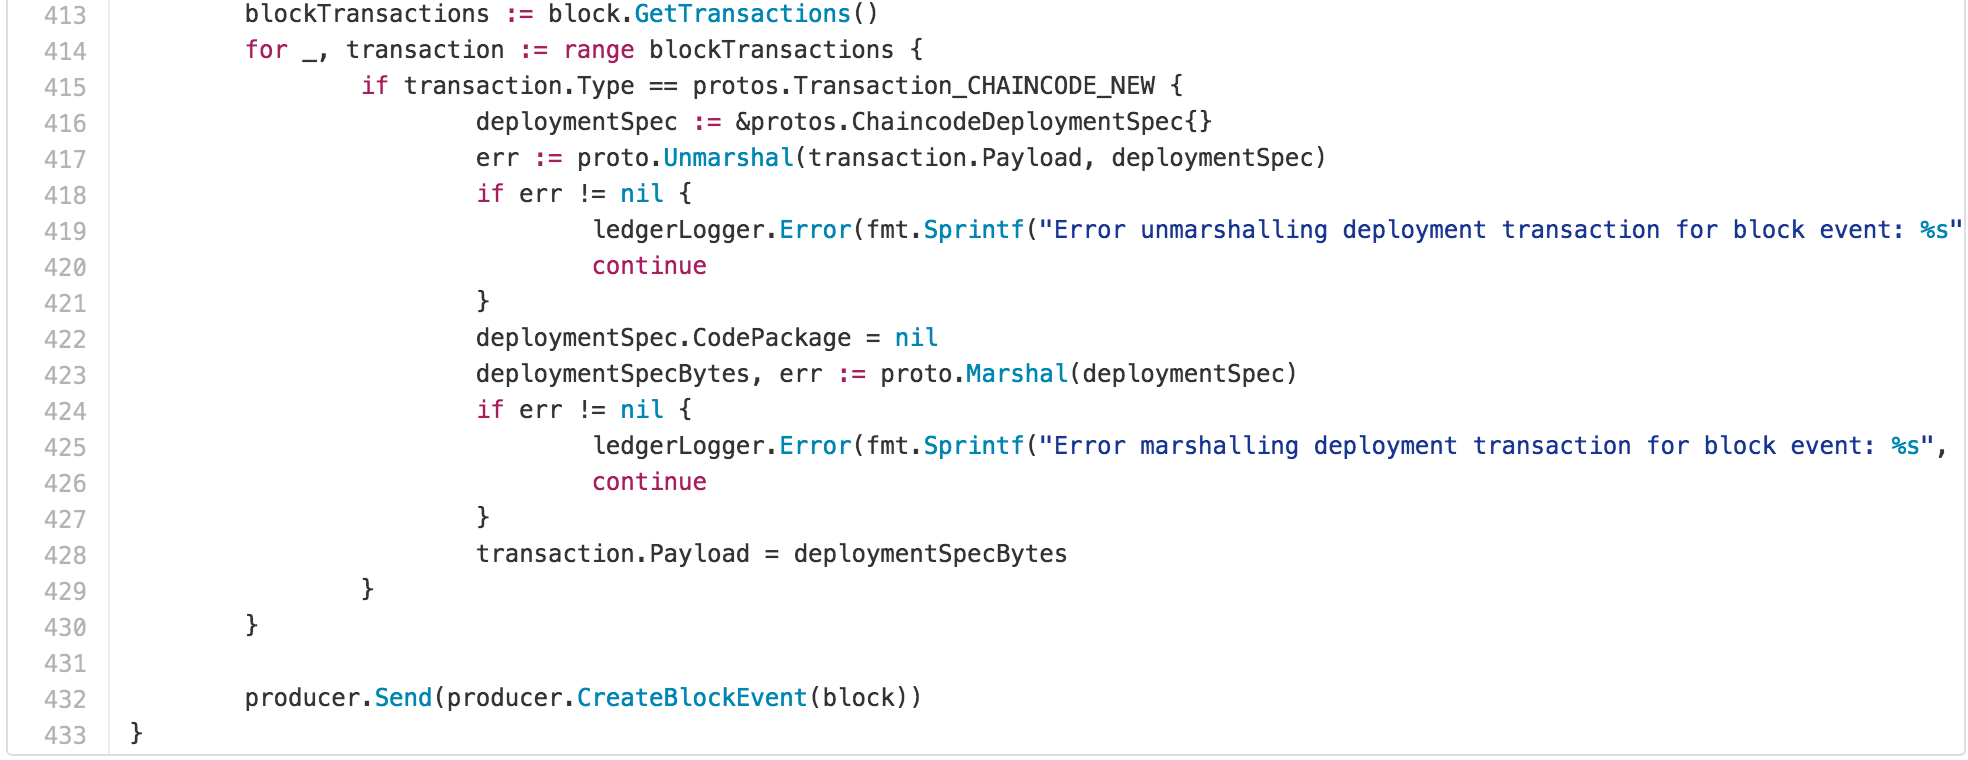 413 blockTransactions := block.GetTransactions()
414 for _, transaction := range blockTransactions {
415 if transaction.Type == protos.Transaction_CHAINCODE_NEW {
416 deploymentSpec := &protos.ChaincodeDeploymentSpec{}
417 err := proto.Unmarshal(transaction.Payload, deploymentSpec)
418 if err != nil {
419 ledgerLogger.Error(fmt.Sprintf("Error unmarshalling deployment transaction for block event: %s"
420 continue
421 }
422 deploymentSpec.CodePackage = nil
423 deploymentSpecBytes, err := proto.Marshal(deploymentSpec)
424 if err != nil {
425 ledgerLogger.Error(fmt.Sprintf("Error marshalling deployment transaction for block event: %s",
426 continue
427 }
428 transaction.Payload = deploymentSpecBytes
429 }
430 }
431
432 producer.Send(producer.CreateBlockEvent(block))
433 }